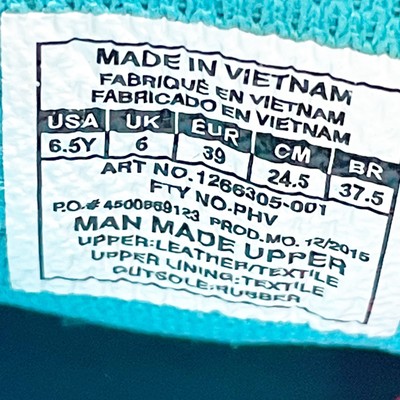 MADE IN VIETNAM
FABRIQUÉ EN VIETNAM
FABRICADO EN VIETNAM
USA UK EUR CM BR
6.5Y 6 39 24.5 37.5
ART NO.1266305-001
FTY NO.PHV
P.O.# 4500869123 PROD.MO. 12/2015
MAN MADE UPPER
UPPER:LEATHER/TEXTILE
UPPER LINING:TEXTILE
OUTSOLE:RUBBER